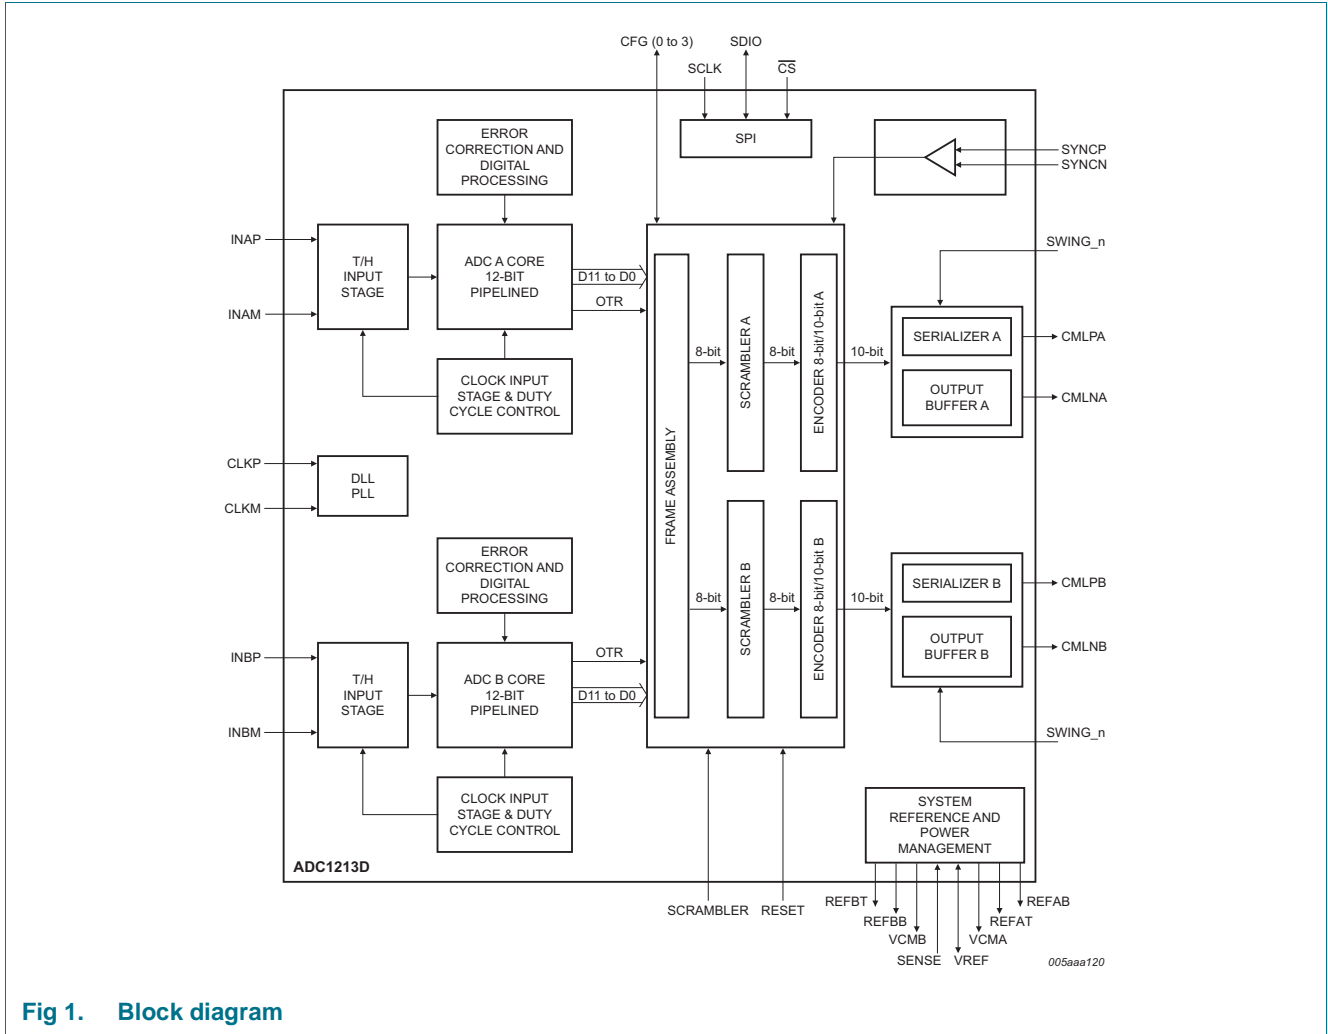 CFG (0 to 3)
SDIO
SCLK
CS
ERROR
CORRECTION AND
DIGITAL
PROCESSING
SPI
SYNCP
SYNCN
INAP
INAM
T/H
INPUT
STAGE
ADC A CORE
12-BIT
PIPELINED
D11 to D0
OTR
SWING_n
CLOCK INPUT
STAGE & DUTY
CYCLE CONTROL
FRAME ASSEMBLY
8-bit
SCRAMBLER A
8-bit
ENCODER 8-bit/10-bit A
10-bit
SERIALIZER A
OUTPUT
BUFFER A
CMLPA
CMLNA
CLKP
CLKM
DLL
PLL
ERROR
CORRECTION AND
DIGITAL
PROCESSING
INBP
INBM
T/H
INPUT
STAGE
ADC B CORE
12-BIT
PIPELINED
OTR
D11 to D0
8-bit
SCRAMBLER B
8-bit
ENCODER 8-bit/10-bit B
10-bit
SERIALIZER B
OUTPUT
BUFFER B
CMLPB
CMLNB
SWING_n
CLOCK INPUT
STAGE & DUTY
CYCLE CONTROL
SYSTEM
REFERENCE AND
POWER
MANAGEMENT
ADC1213D
SCRAMBLER
RESET
REFBT
REFBB
VCMB
SENSE
VREF
VCMA
REFAT
REFAB
005aaa120
Fig 1. Block diagram